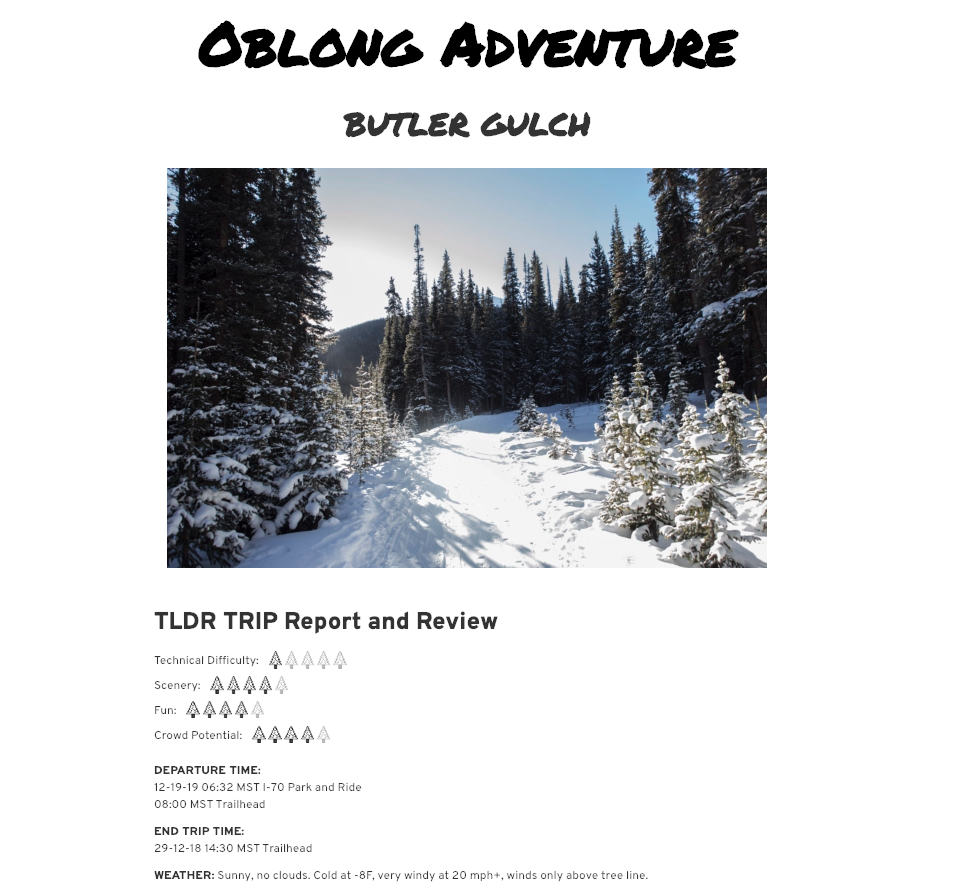 Oblong Adventure
Butler Gulch
TLDR TRIP Report and Review
Technical Difficulty:
Scenery:
Fun:
Crowd Potential:
DEPARTURE TIME:
12-19-19 06:32 MST I-70 Park and Ride
08:00 MST Trailhead
END TRIP TIME:
29-12-18 14:30 MST Trailhead
WEATHER: Sunny, no clouds. Cold at -8F, very windy at 20 mph+, winds only above tree line.